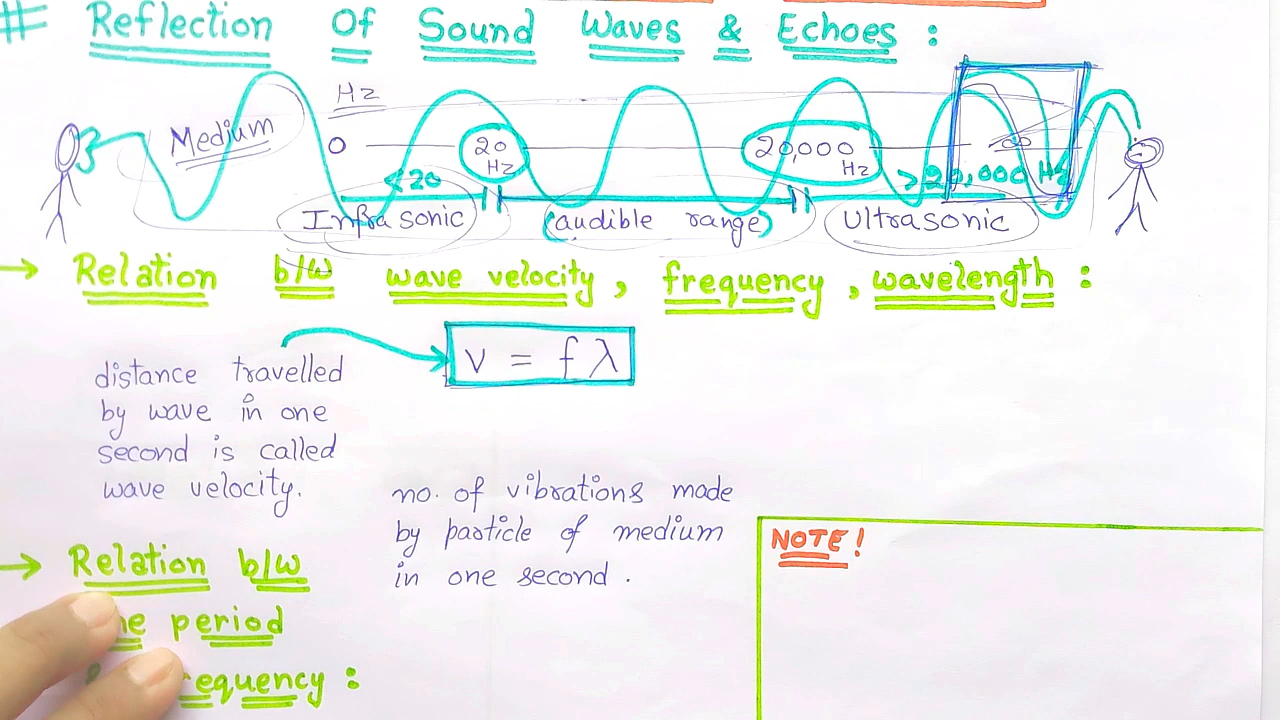 # Reflection Of Sound Waves & Echoes :
Hz
Medium
0
20
Hz
20,000
Hz
∞
<20
>20,000 Hz
Infrasonic
(audible range)
Ultrasonic
→ Relation b/w wave velocity, frequency, wavelength :
v = f λ
distance travelled
by wave in one
second is called
wave velocity.
no. of vibrations made
by particle of medium
in one second .
→ Relation b/w
period
:
NOTE!